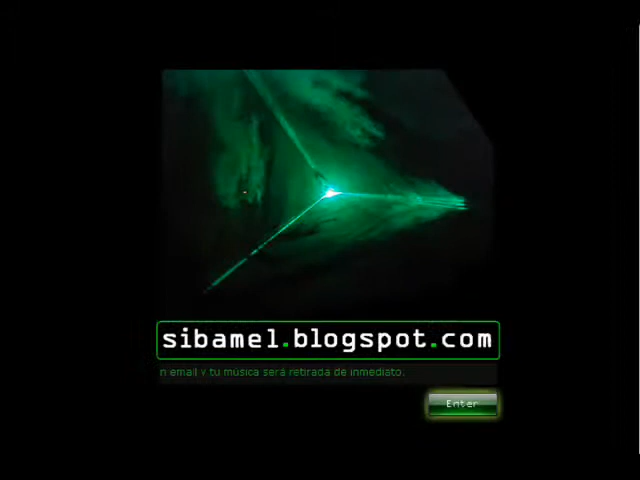 sibamel.blogspot.com
n email y tu música será retirada de inmediato.
Enter